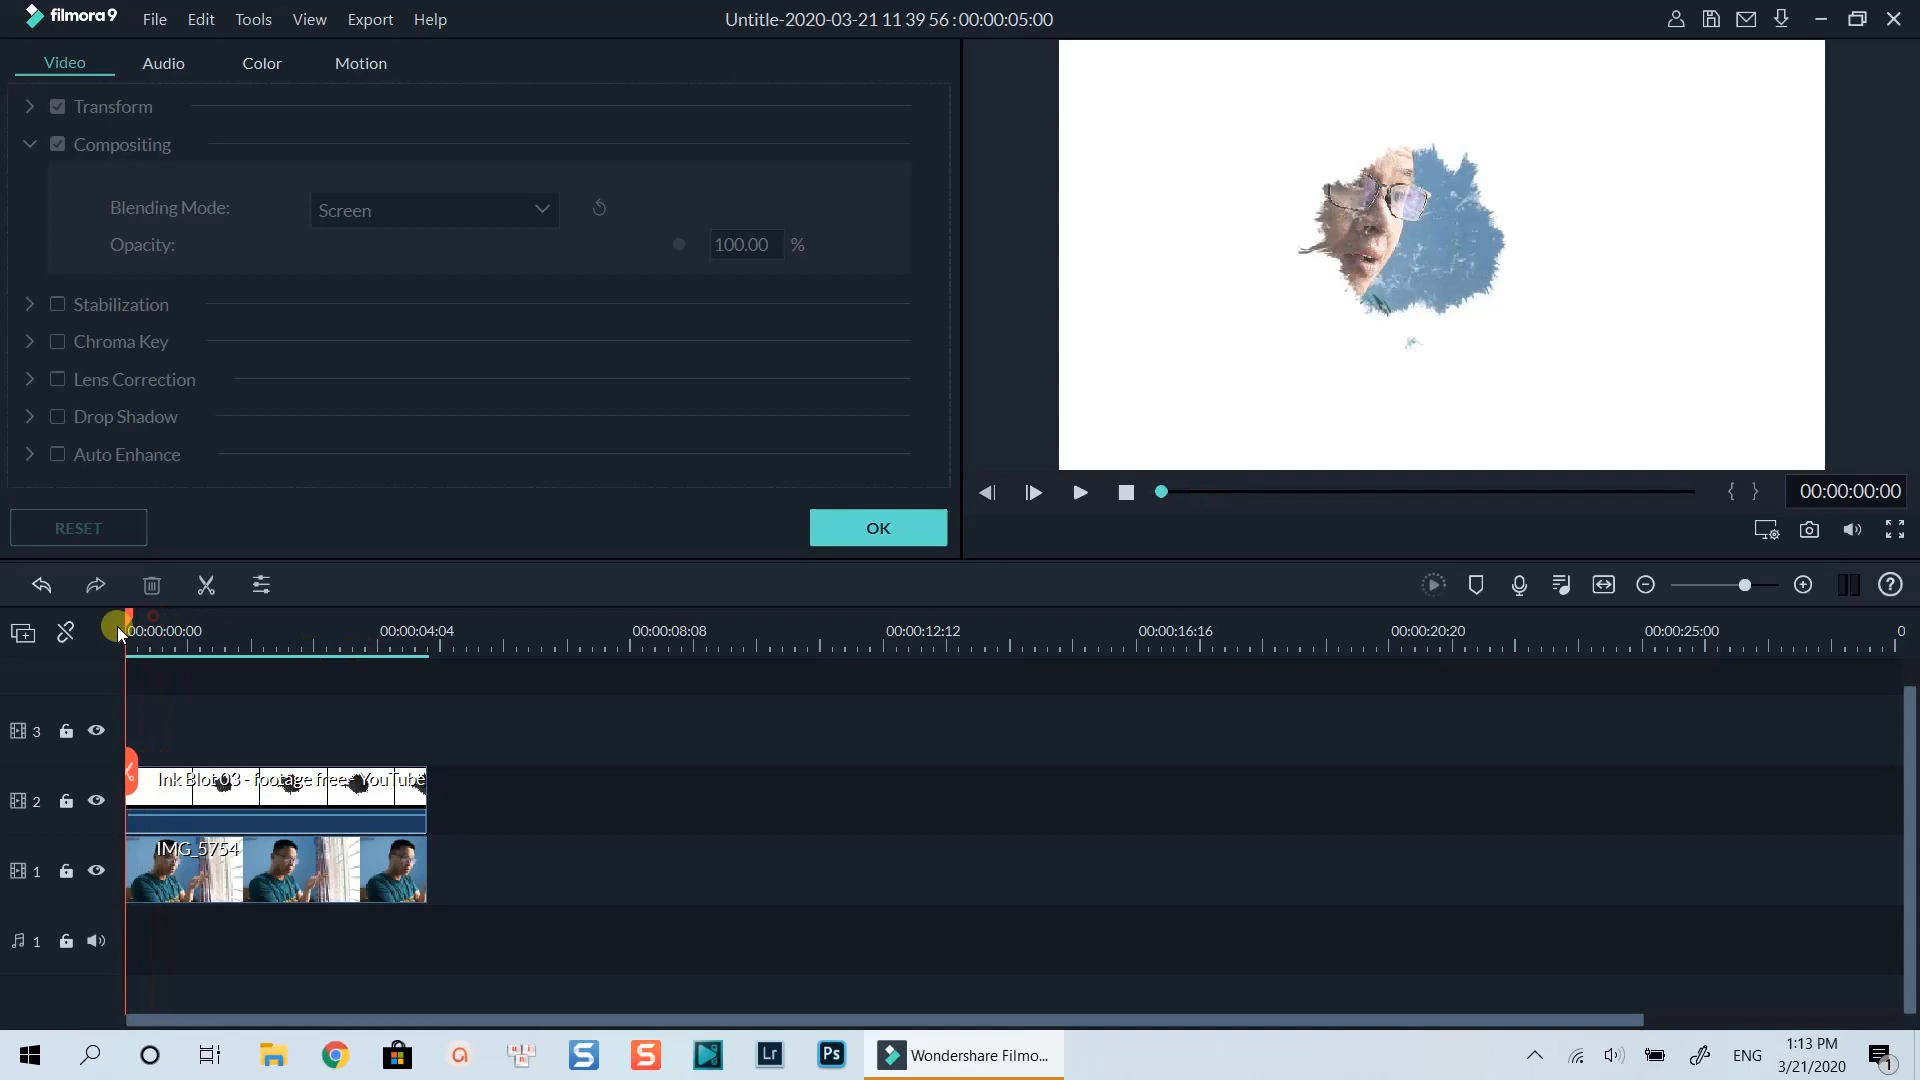 filmora9 File Edit Tools View Export Help Untitle-2020-03-21 11 39 56 : 00:00:05:00
Video Audio Color Motion
Transform
Compositing
Blending Mode: Screen
Opacity: 100.00 %
Stabilization
Chroma Key
Lens Correction
Drop Shadow
Auto Enhance
RESET OK
{ } 00:00:00:00
00:00:00:00 00:00:04:04 00:00:08:08 00:00:12:12 00:00:16:16 00:00:20:20 00:00:25:00 0
3
Ink Blot 03 - footage free - YouTube
2
IMG_5754
1
1
Lr Ps Wondershare Filmo... ENG 1:13 PM
3/21/2020 1